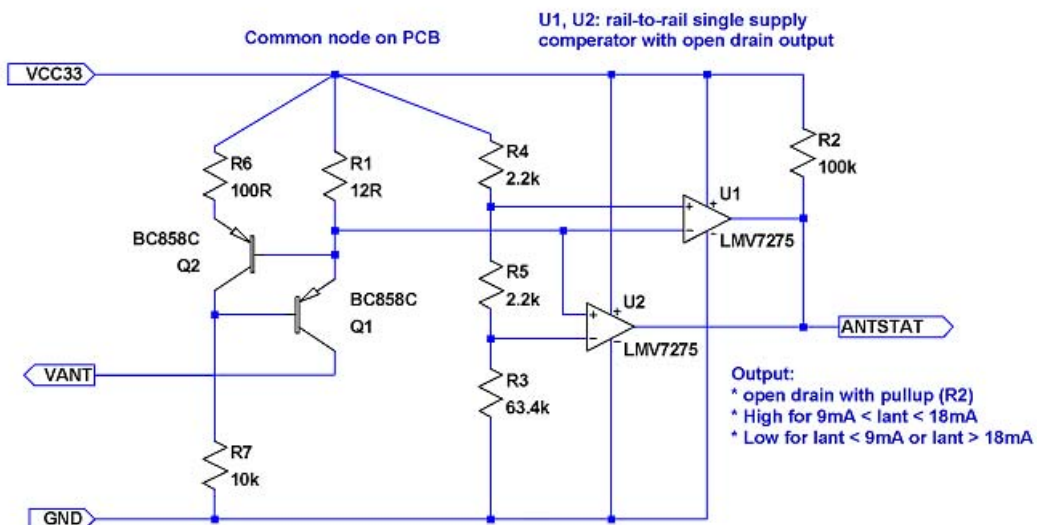 U1, U2: rail-to-rail single supply
comperator with open drain output
Common node on PCB
VCC33
R6
100R
R1
12R
R4
2.2k
R2
100k
+
-
+
-
U1
LMV7275
BC858C
Q2
R5
2.2k
BC858C
Q1
+
-
+
-
U2
LMV7275
ANTSTAT
VANT
R3
63.4k
Output:
* open drain with pullup (R2)
* High for 9mA < Iant < 18mA
* Low for Iant < 9mA or Iant > 18mA
R7
10k
GND